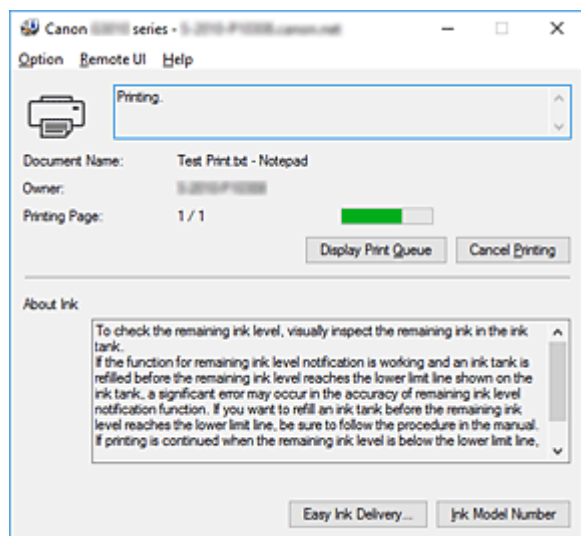 Canon series -
Option Remote UI Help
Printing.
Document Name: Test Print.txt - Notepad
Owner:
Printing Page: 1 / 1
Display Print Queue Cancel Printing
About Ink
To check the remaining ink level, visually inspect the remaining ink in the ink
tank.
If the function for remaining ink level notification is working and an ink tank is
refilled before the remaining ink level reaches the lower limit line shown on the
ink tank, a significant error may occur in the accuracy of remaining ink level
notification function. If you want to refill an ink tank before the remaining ink
level reaches the lower limit line, be sure to follow the procedure in the manual.
If printing is continued when the remaining ink level is below the lower limit line,
Easy Ink Delivery... Ink Model Number